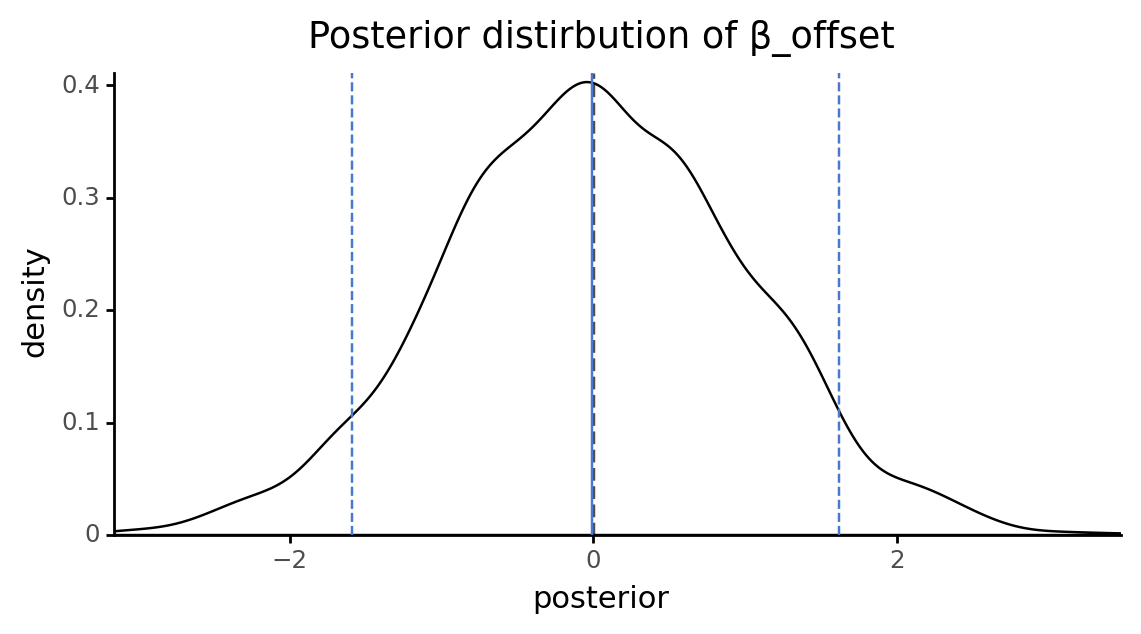 Posterior distirbution of β_offset
0.4
0.3
0.2
0.1
0
density
−2
0
2
posterior